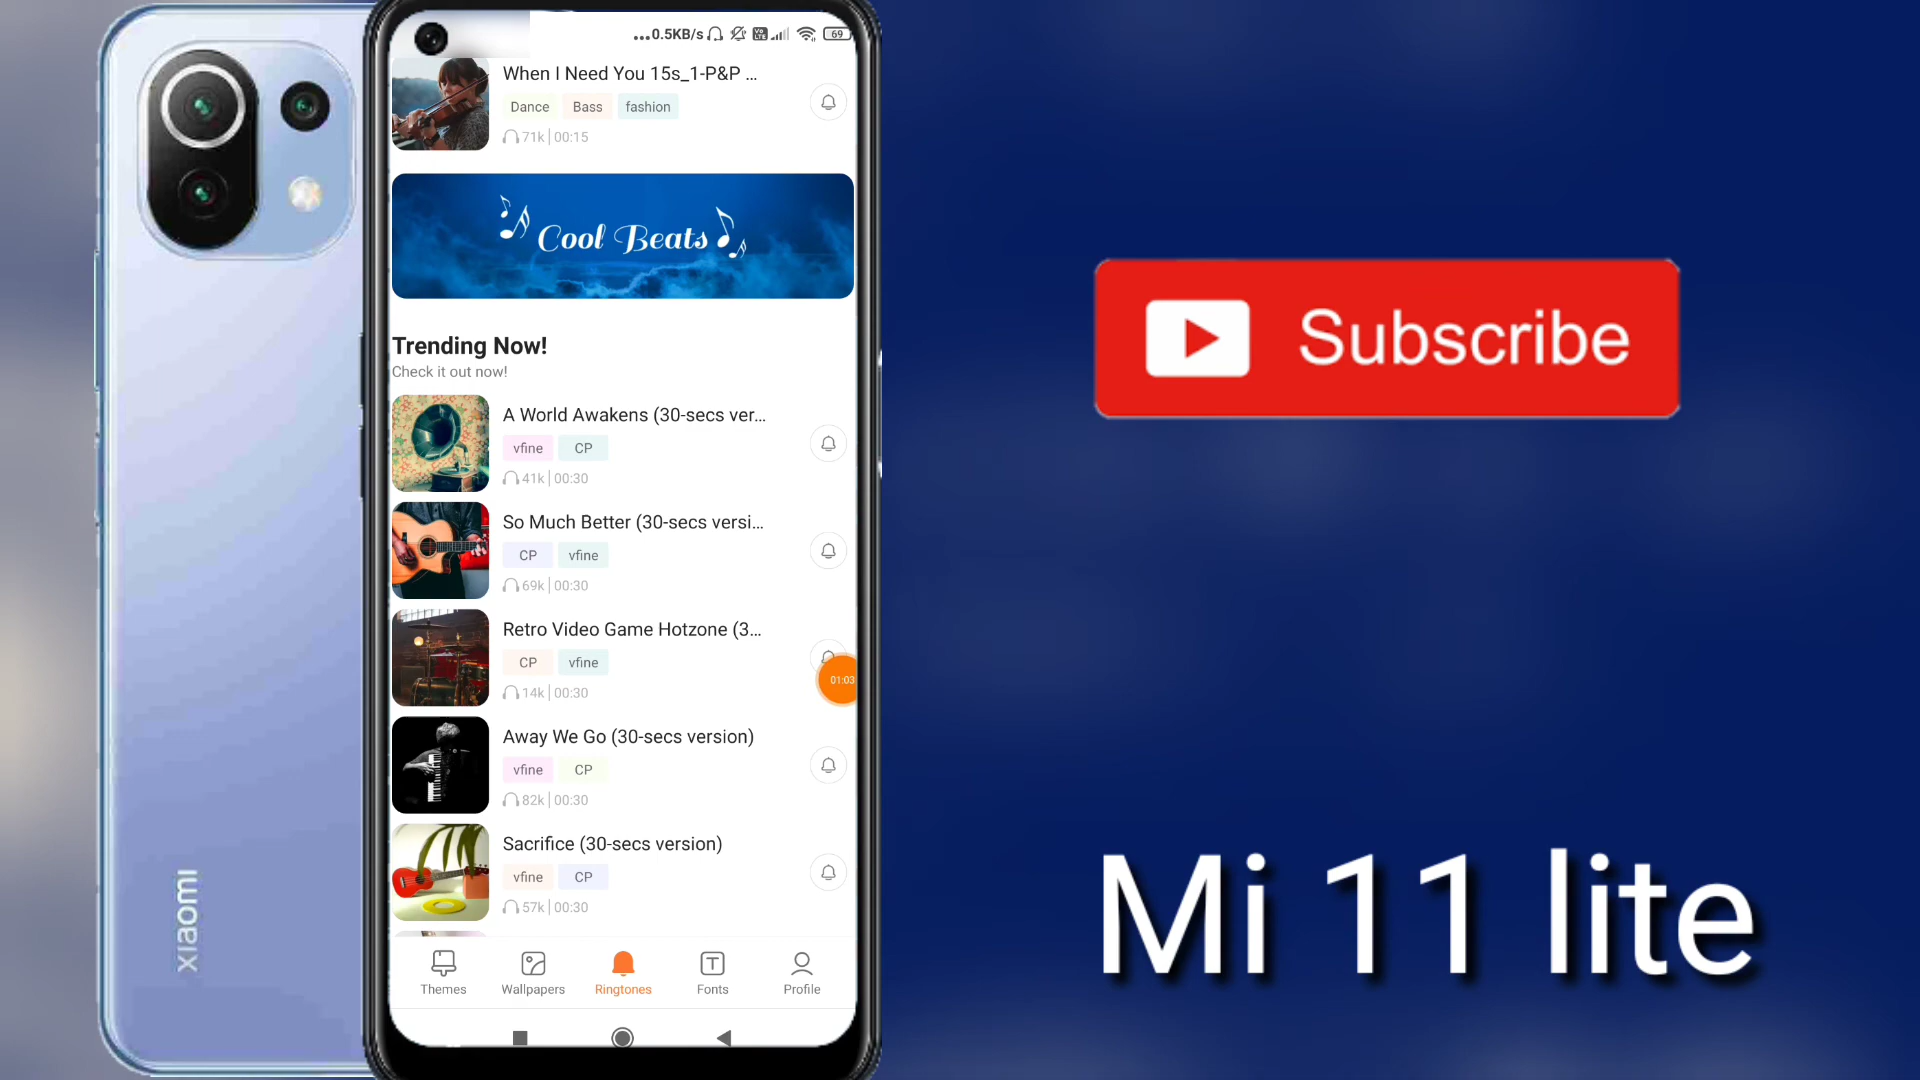 ...0.5KB/s
69
When I Need You 15s_1-P&P ...
Dance Bass fashion
71k | 00:15
Cool Beats
Trending Now!
Check it out now!
A World Awakens (30-secs ver...
vfine CP
41k | 00:30
So Much Better (30-secs versi...
CP vfine
69k | 00:30
Retro Video Game Hotzone (3...
CP vfine
14k | 00:30
01:03
Away We Go (30-secs version)
vfine CP
82k | 00:30
Sacrifice (30-secs version)
vfine CP
57k | 00:30
Themes Wallpapers Ringtones Fonts Profile
xiaomi
Subscribe
Mi 11 lite